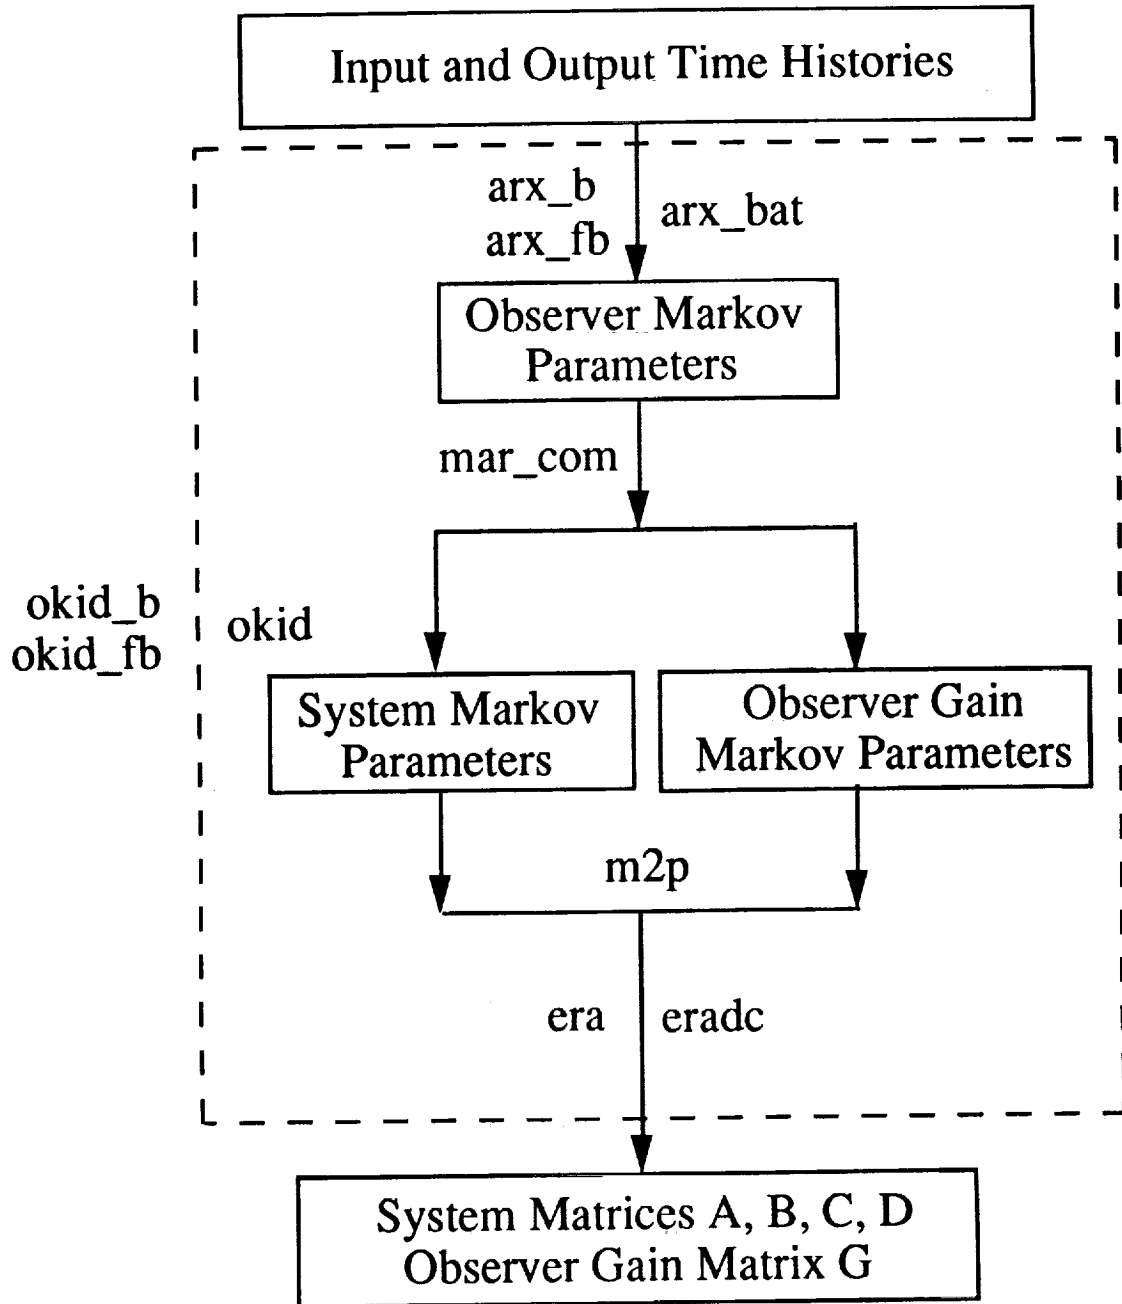 Input and Output Time Histories
arx_b
arx_fb
arx_bat
Observer Markov
Parameters
mar_com
okid_b
okid_fb
okid
System Markov
Parameters
Observer Gain
Markov Parameters
m2p
era
eradc
System Matrices A, B, C, D
Observer Gain Matrix G